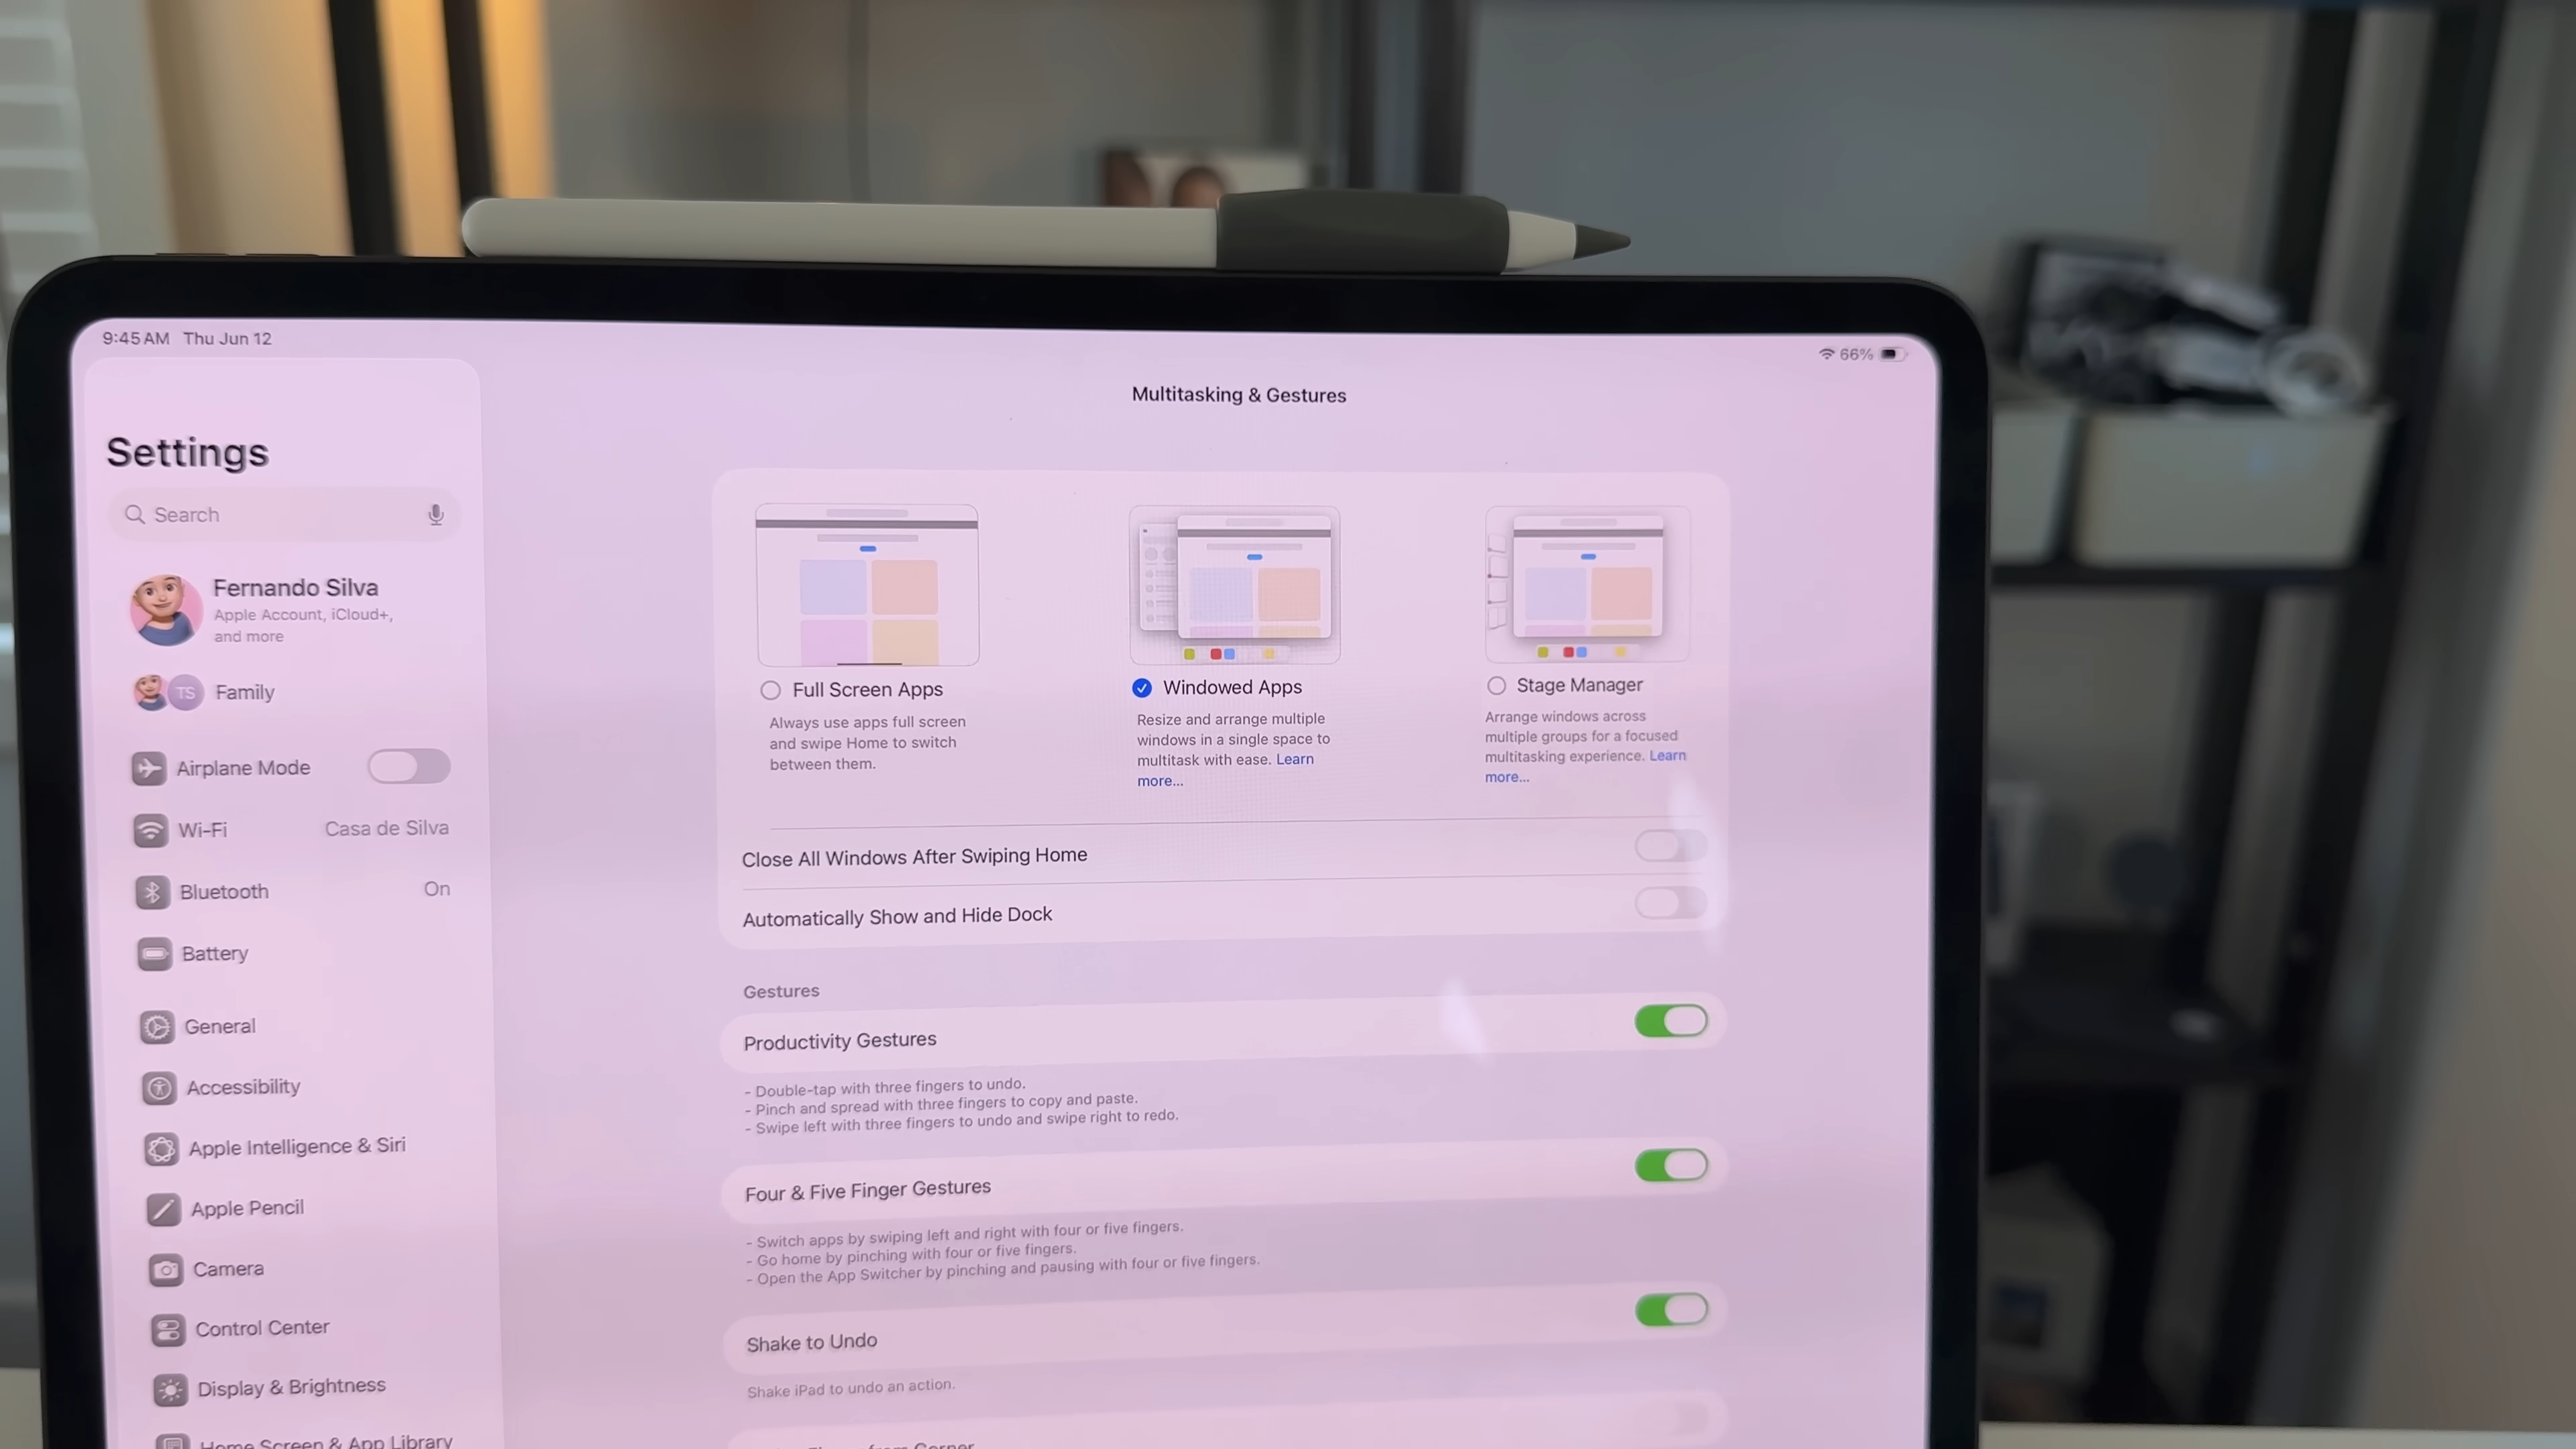 9:45 AM Thu Jun 12
66%
Settings
Search
Fernando Silva
Apple Account, iCloud+,
and more
TS
Family
Airplane Mode
Wi-Fi
Casa de Silva
Bluetooth
On
Battery
General
Accessibility
Apple Intelligence & Siri
Apple Pencil
Camera
Control Center
Display & Brightness
Home Screen & App Library
Multitasking & Gestures
Full Screen Apps
Always use apps full screen
and swipe Home to switch
between them.
Windowed Apps
Resize and arrange multiple
windows in a single space to
multitask with ease. Learn
more...
Stage Manager
Arrange windows across
multiple groups for a focused
multitasking experience. Learn
more...
Close All Windows After Swiping Home
Automatically Show and Hide Dock
Gestures
Productivity Gestures
- Double-tap with three fingers to undo.
- Pinch and spread with three fingers to copy and paste.
- Swipe left with three fingers to undo and swipe right to redo.
Four & Five Finger Gestures
- Switch apps by swiping left and right with four or five fingers.
- Go home by pinching with four or five fingers.
- Open the App Switcher by pinching and pausing with four or five fingers.
Shake to Undo
Shake iPad to undo an action.
from Corner